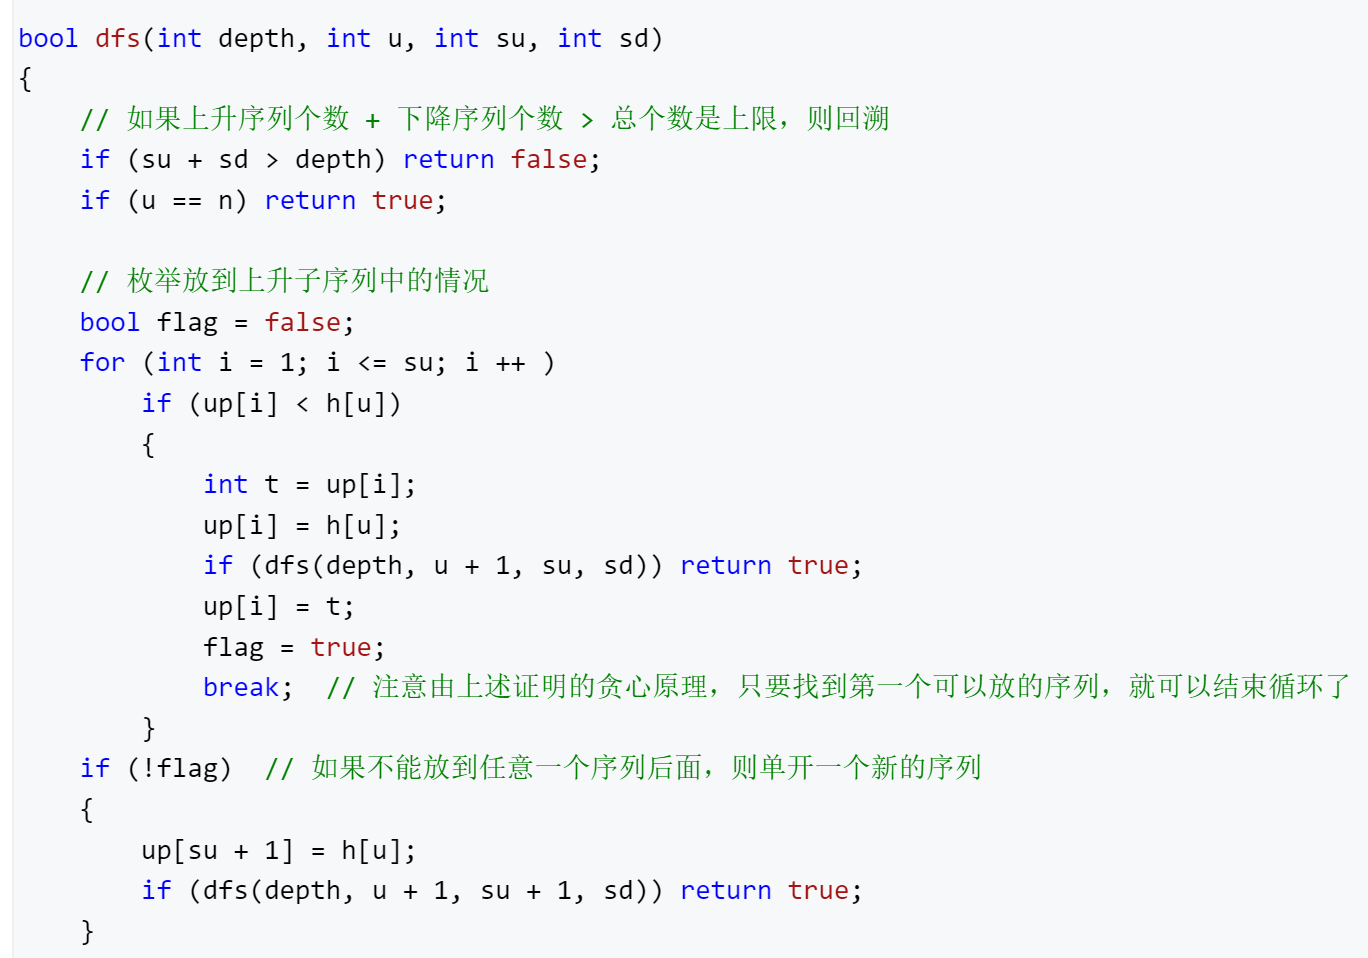 bool dfs(int depth, int u, int su, int sd)
{
    // 如果上升序列个数 + 下降序列个数 > 总个数是上限，则回溯
    if (su + sd > depth) return false;
    if (u == n) return true;

    // 枚举放到上升子序列中的情况
    bool flag = false;
    for (int i = 1; i <= su; i ++ )
        if (up[i] < h[u])
        {
            int t = up[i];
            up[i] = h[u];
            if (dfs(depth, u + 1, su, sd)) return true;
            up[i] = t;
            flag = true;
            break;  // 注意由上述证明的贪心原理，只要找到第一个可以放的序列，就可以结束循环了
        }
    if (!flag)  // 如果不能放到任意一个序列后面，则单开一个新的序列
    {
        up[su + 1] = h[u];
        if (dfs(depth, u + 1, su + 1, sd)) return true;
    }